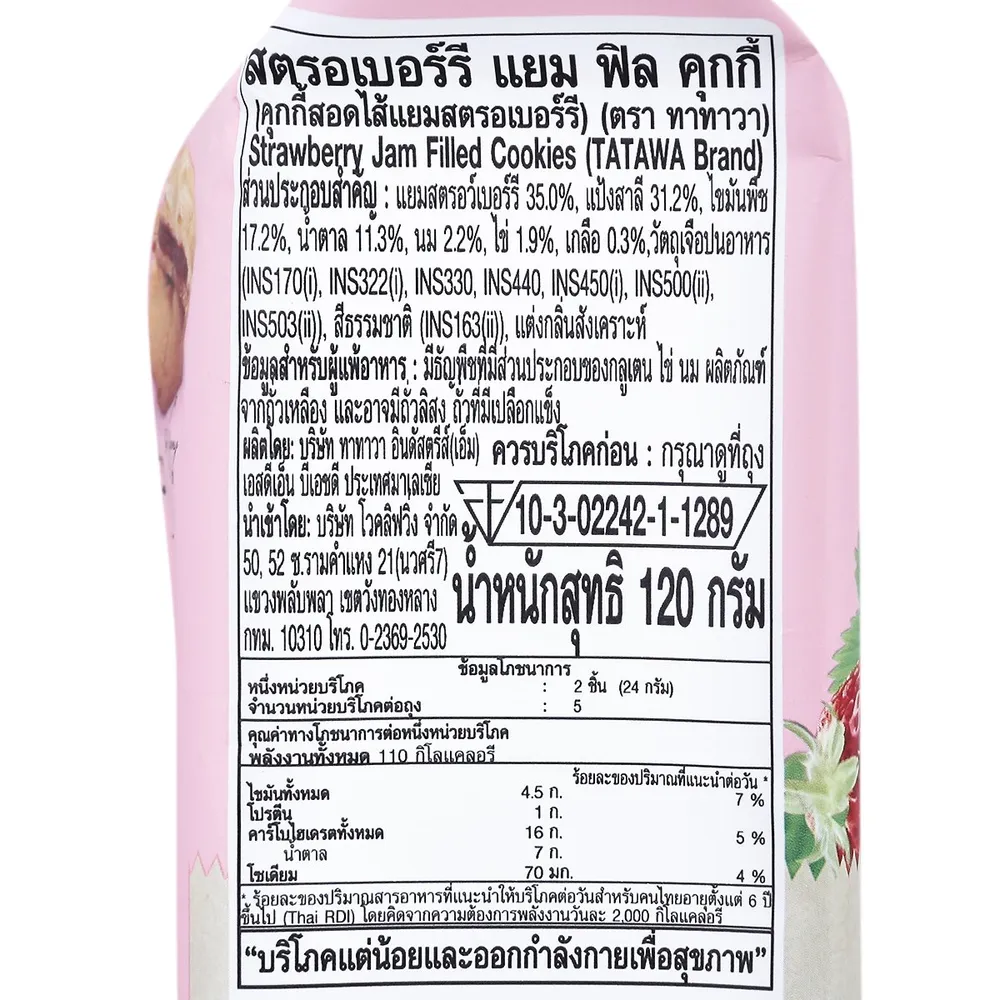 สตรอเบอร์รี แยม ฟิล คุกกี้
(คุกกี้สอดไส้แยมสตรอเบอร์รี) (ตรา ทาทาวา)
Strawberry Jam Filled Cookies (TATAWA Brand)
ส่วนประกอบสำคัญ : แยมสตรอว์เบอร์รี 35.0%, แป้งสาลี 31.2%, ไขมันพืช
17.2%, น้ำตาล 11.3%, นม 2.2%, ไข่ 1.9%, เกลือ 0.3%,วัตถุเจือปนอาหาร
(INS170(i), INS322(i), INS330, INS440, INS450(i), INS500(ii),
INS503(ii)), สีธรรมชาติ (INS163(ii)), แต่งกลิ่นสังเคราะห์
ข้อมูลสำหรับผู้แพ้อาหาร : มีธัญพืชที่มีส่วนประกอบของกลูเตน ไข่ นม ผลิตภัณฑ์
จากถั่วเหลือง และอาจมีถั่วลิสง ถั่วที่มีเปลือกแข็ง
ผลิตโดย: บริษัท ทาทาวา อินดัสตรีส์(เอ็ม)
เอสดีเอ็น บีเอชดี ประเทศมาเลเซีย
นำเข้าโดย: บริษัท โวคลิฟวิ่ง จำกัด
50, 52 ซ.รามคำแหง 21(นวศรี7)
แขวงพลับพลา เขตวังทองหลาง
กทม. 10310 โทร. 0-2369-2530
ควรบริโภคก่อน : กรุณาดูที่ถุง
10-3-02242-1-1289
น้ำหนักสุทธิ 120 กรัม
ข้อมูลโภชนาการ
หนึ่งหน่วยบริโภค : 2 ชิ้น (24 กรัม)
จำนวนหน่วยบริโภคต่อถุง : 5
คุณค่าทางโภชนาการต่อหนึ่งหน่วยบริโภค
พลังงานทั้งหมด 110 กิโลแคลอรี
ร้อยละของปริมาณที่แนะนำต่อวัน *
ไขมันทั้งหมด 4.5 ก. 7 %
โปรตีน 1 ก.
คาร์โบไฮเดรตทั้งหมด 16 ก. 5 %
น้ำตาล 7 ก.
โซเดียม 70 มก. 4 %
* ร้อยละของปริมาณสารอาหารที่แนะนำให้บริโภคต่อวันสำหรับคนไทยอายุตั้งแต่ 6 ปี
ขึ้นไป (Thai RDI) โดยคิดจากความต้องการพลังงานวันละ 2,000 กิโลแคลอรี
“บริโภคแต่น้อยและออกกำลังกายเพื่อสุขภาพ”